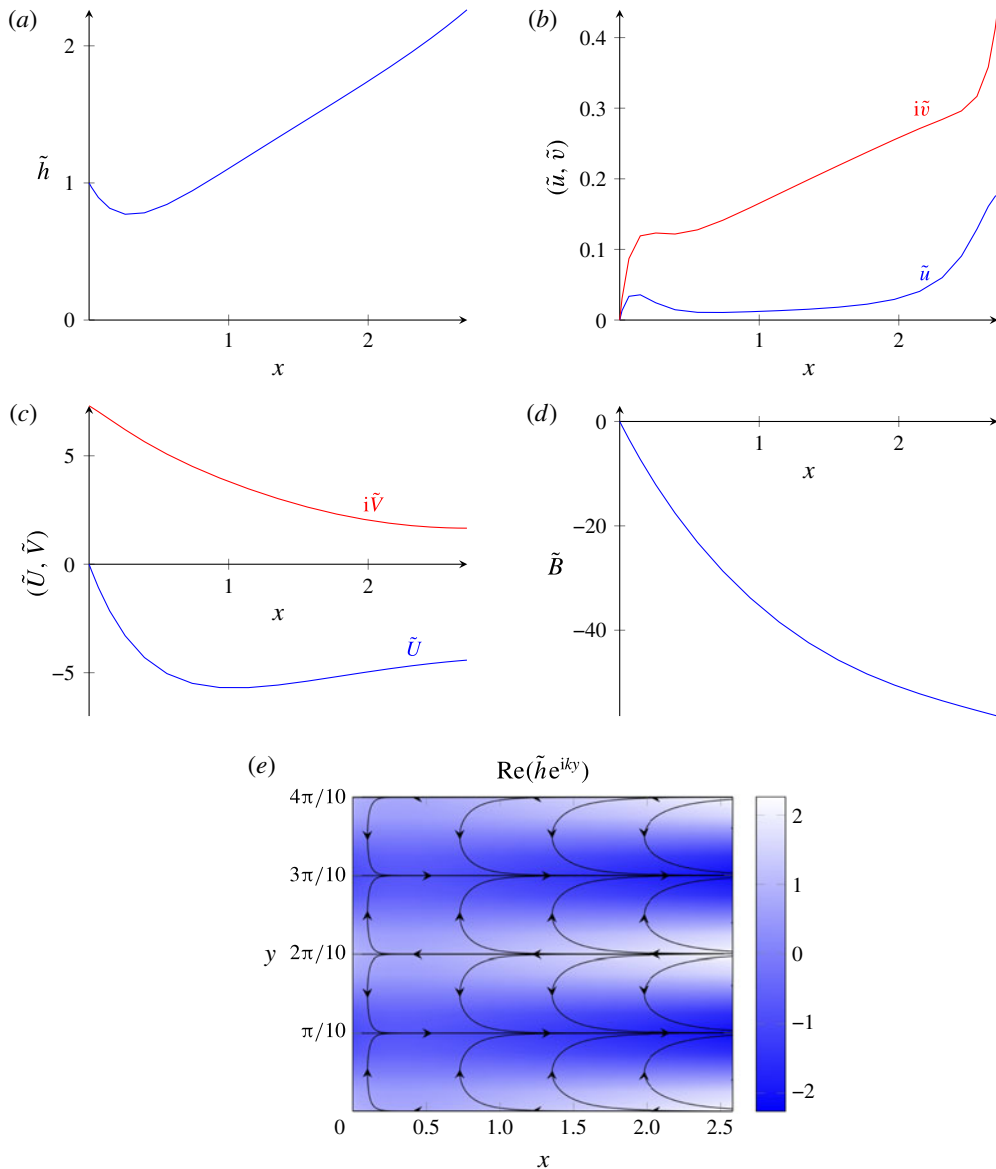 (a)
2
1
0
h̃
1
2
x
(b)
0.4
0.3
0.2
0.1
0
(ũ, ṽ)
iṽ
ũ
1
2
x
(c)
5
0
−5
(Ũ, Ṽ)
iṼ
1
2
x
Ũ
(d)
0
−20
−40
B̃
1
2
x
(e)
Re(h̃e^{iky})
4π/10
3π/10
y
2π/10
π/10
0
0.5
1.0
1.5
2.0
2.5
x
2
1
0
−1
−2